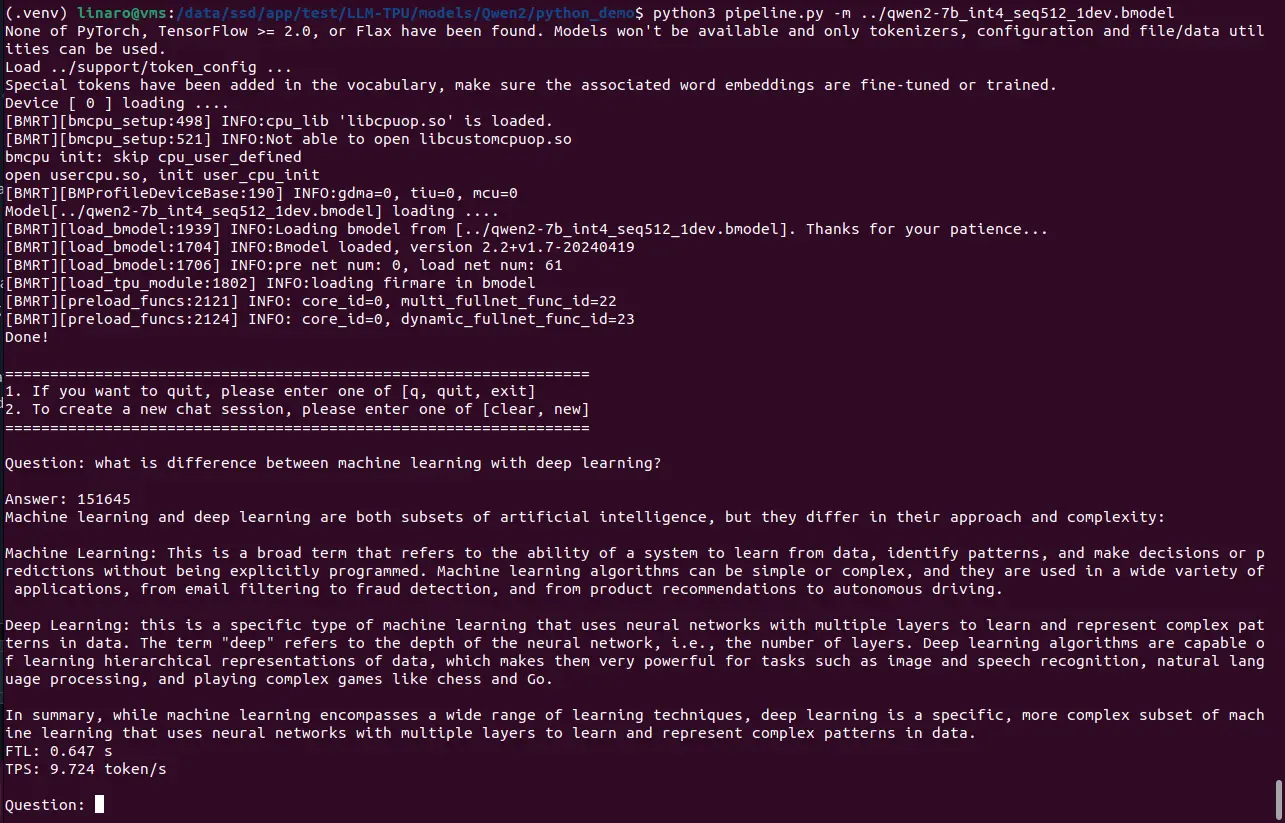 (.venv) linaro@vms:/data/ssd/app/test/LLM-TPU/models/Qwen2/python_demo$ python3 pipeline.py -m ../qwen2-7b_int4_seq512_1dev.bmodel
None of PyTorch, TensorFlow >= 2.0, or Flax have been found. Models won't be available and only tokenizers, configuration and file/data util
ities can be used.
Load ../support/token_config ...
Special tokens have been added in the vocabulary, make sure the associated word embeddings are fine-tuned or trained.
Device [ 0 ] loading ....
[BMRT][bmcpu_setup:498] INFO:cpu_lib 'libcpuop.so' is loaded.
[BMRT][bmcpu_setup:521] INFO:Not able to open libcustomcpuop.so
bmcpu init: skip cpu_user_defined
open usercpu.so, init user_cpu_init
[BMRT][BMProfileDeviceBase:190] INFO:gdma=0, tiu=0, mcu=0
Model[../qwen2-7b_int4_seq512_1dev.bmodel] loading ....
[BMRT][load_bmodel:1939] INFO:Loading bmodel from [../qwen2-7b_int4_seq512_1dev.bmodel]. Thanks for your patience...
[BMRT][load_bmodel:1704] INFO:Bmodel loaded, version 2.2+v1.7-20240419
[BMRT][load_bmodel:1706] INFO:pre net num: 0, load net num: 61
[BMRT][load_tpu_module:1802] INFO:loading firmare in bmodel
[BMRT][preload_funcs:2121] INFO: core_id=0, multi_fullnet_func_id=22
[BMRT][preload_funcs:2124] INFO: core_id=0, dynamic_fullnet_func_id=23
Done!
=================================================================
1. If you want to quit, please enter one of [q, quit, exit]
2. To create a new chat session, please enter one of [clear, new]
=================================================================
Question: what is difference between machine learning with deep learning?
Answer: 151645
Machine learning and deep learning are both subsets of artificial intelligence, but they differ in their approach and complexity:
Machine Learning: This is a broad term that refers to the ability of a system to learn from data, identify patterns, and make decisions or p
redictions without being explicitly programmed. Machine learning algorithms can be simple or complex, and they are used in a wide variety of
applications, from email filtering to fraud detection, and from product recommendations to autonomous driving.
Deep Learning: this is a specific type of machine learning that uses neural networks with multiple layers to learn and represent complex pat
terns in data. The term "deep" refers to the depth of the neural network, i.e., the number of layers. Deep learning algorithms are capable o
f learning hierarchical representations of data, which makes them very powerful for tasks such as image and speech recognition, natural lang
uage processing, and playing complex games like chess and Go.
In summary, while machine learning encompasses a wide range of learning techniques, deep learning is a specific, more complex subset of mach
ine learning that uses neural networks with multiple layers to learn and represent complex patterns in data.
FTL: 0.647 s
TPS: 9.724 token/s
Question: